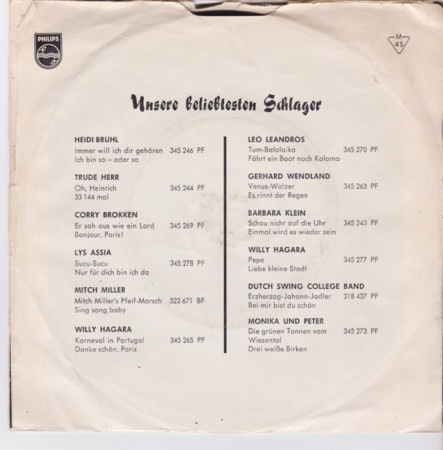 PHILIPS
M
45
Unsere beliebtesten Schlager
HEIDI BRUHL
Immer will ich dir gehören 345 246 PF
Ich bin so – oder so
TRUDE HERR
Oh, Heinrich 345 244 PF
33 144 mal
CORRY BROKKEN
Er sah aus wie ein Lord 345 269 PF
Bonjour, Paris!
LYS ASSIA
Sucu-Sucu 345 278 PF
Nur für dich bin ich da
MITCH MILLER
Mitch Miller's Pfeif-Marsch 322 671 BF
Sing song baby
WILLY HAGARA
Karneval in Portugal 345 265 PF
Danke schön, Paris
LEO LEANDROS
Tum-Balalaika 345 270 PF
Fährt ein Boot nach Kalamo
GERHARD WENDLAND
Venus-Walzer 345 263 PF
Es rinnt der Regen
BARBARA KLEIN
Schau nicht auf die Uhr 345 243 PF
Einmal wird es wieder sein
WILLY HAGARA
Pepe 345 277 PF
Liebe kleine Stadt
DUTCH SWING COLLEGE BAND
Erzherzog-Johann-Jodler 318 437 PF
Bei mir bist du schön
MONIKA UND PETER
Die grünen Tannen vom 345 273 PF
Wiesental
Drei weiße Birken